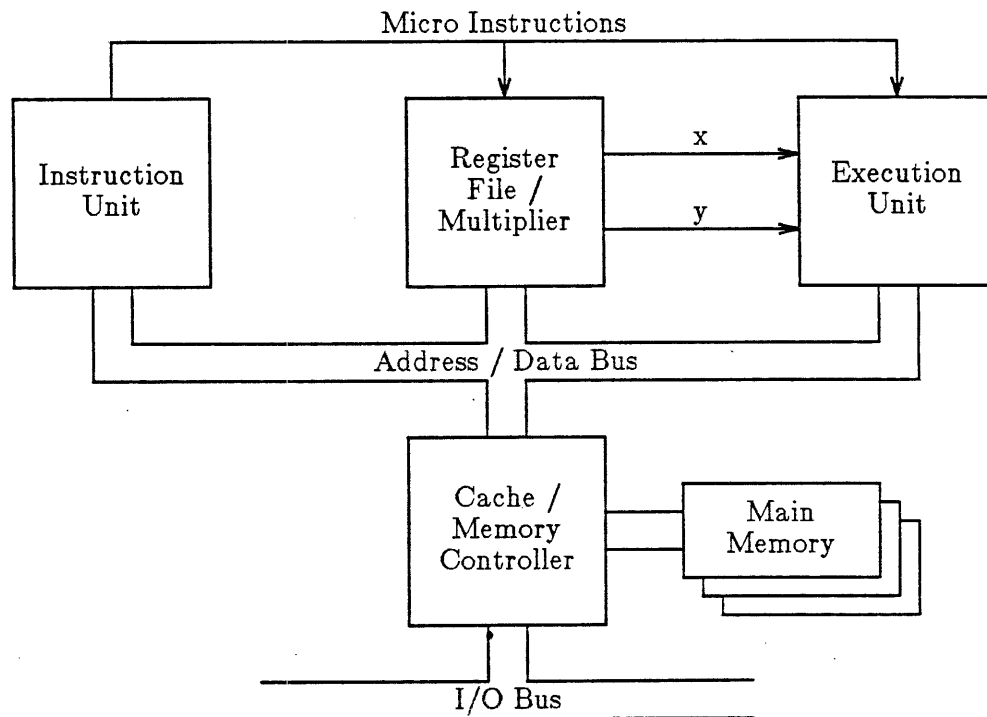 Micro Instructions
Instruction
Unit
Register
File /
Multiplier
x
y
Execution
Unit
Address / Data Bus
Cache /
Memory
Controller
Main
Memory
I/O Bus